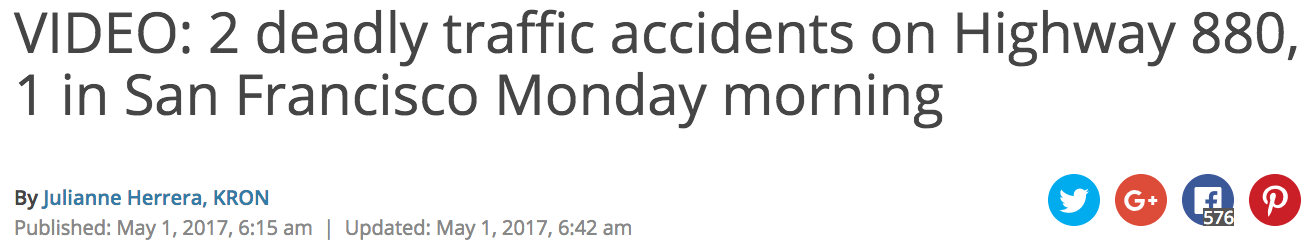 VIDEO: 2 deadly traffic accidents on Highway 880,
1 in San Francisco Monday morning
By Julianne Herrera, KRON
Published: May 1, 2017, 6:15 am | Updated: May 1, 2017, 6:42 am
G+
576